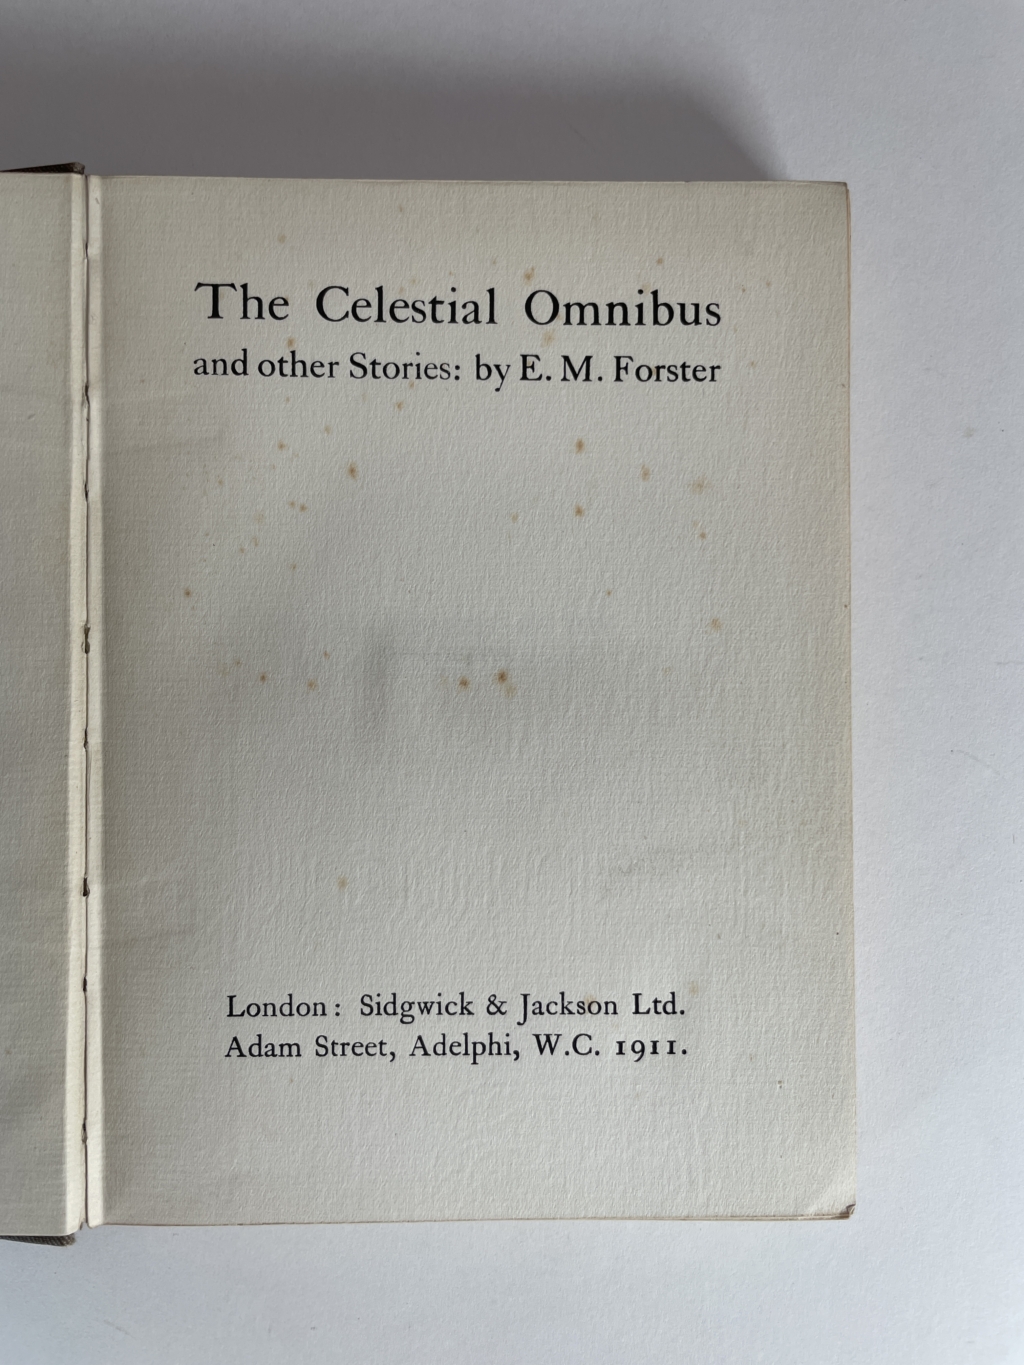 The Celestial Omnibus
and other Stories: by E. M. Forster
London: Sidgwick & Jackson Ltd.
Adam Street, Adelphi, W.C. 1911.